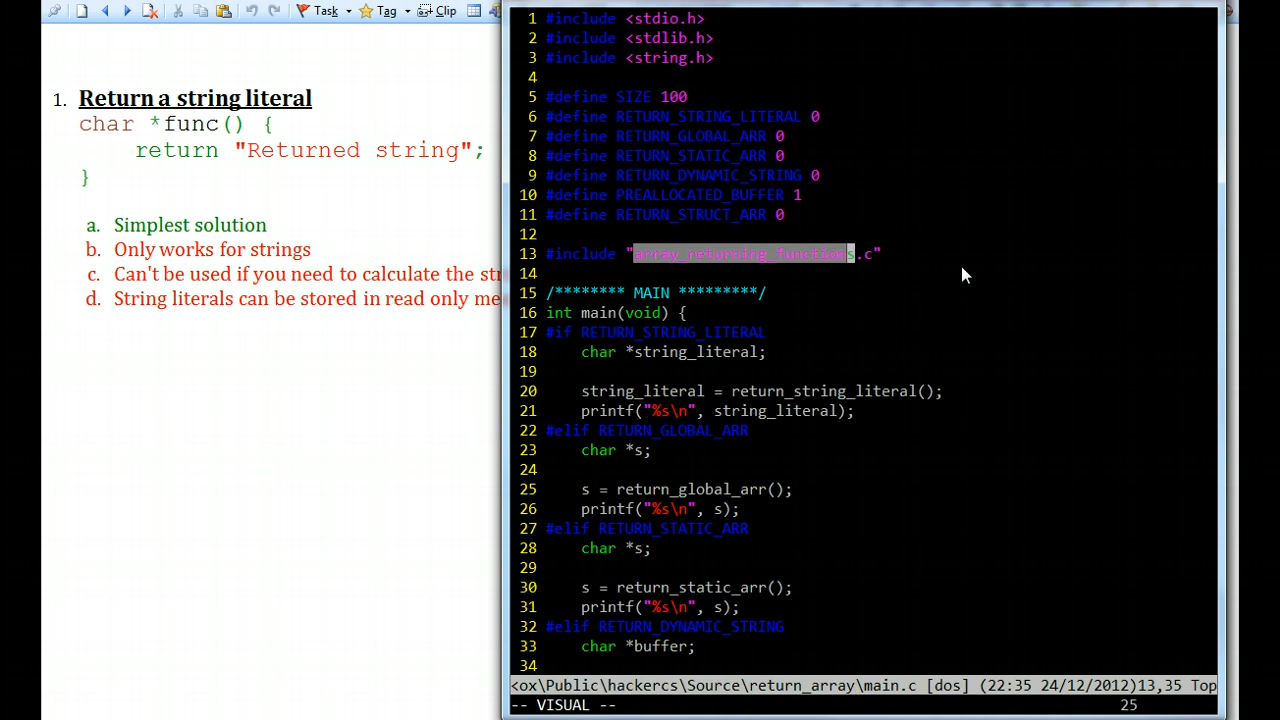 Task
Tag
Clip
1. Return a string literal
char *func() {
return "Returned string";
}
a. Simplest solution
b. Only works for strings
c. Can't be used if you need to calculate the str
d. String literals can be stored in read only me
1 #include <stdio.h>
2 #include <stdlib.h>
3 #include <string.h>
4
5 #define SIZE 100
6 #define RETURN_STRING_LITERAL 0
7 #define RETURN_GLOBAL_ARR 0
8 #define RETURN_STATIC_ARR 0
9 #define RETURN_DYNAMIC_STRING 0
10 #define PREALLOCATED_BUFFER 1
11 #define RETURN_STRUCT_ARR 0
12
13 #include "array_returning_functions.c"
14
15 /******** MAIN *********/
16 int main(void) {
17 #if RETURN_STRING_LITERAL
18 char *string_literal;
19
20 string_literal = return_string_literal();
21 printf("%s\n", string_literal);
22 #elif RETURN_GLOBAL_ARR
23 char *s;
24
25 s = return_global_arr();
26 printf("%s\n", s);
27 #elif RETURN_STATIC_ARR
28 char *s;
29
30 s = return_static_arr();
31 printf("%s\n", s);
32 #elif RETURN_DYNAMIC_STRING
33 char *buffer;
34
<ox\Public\hackercs\Source\return_array\main.c [dos] (22:35 24/12/2012)13,35 Top
-- VISUAL -- 25